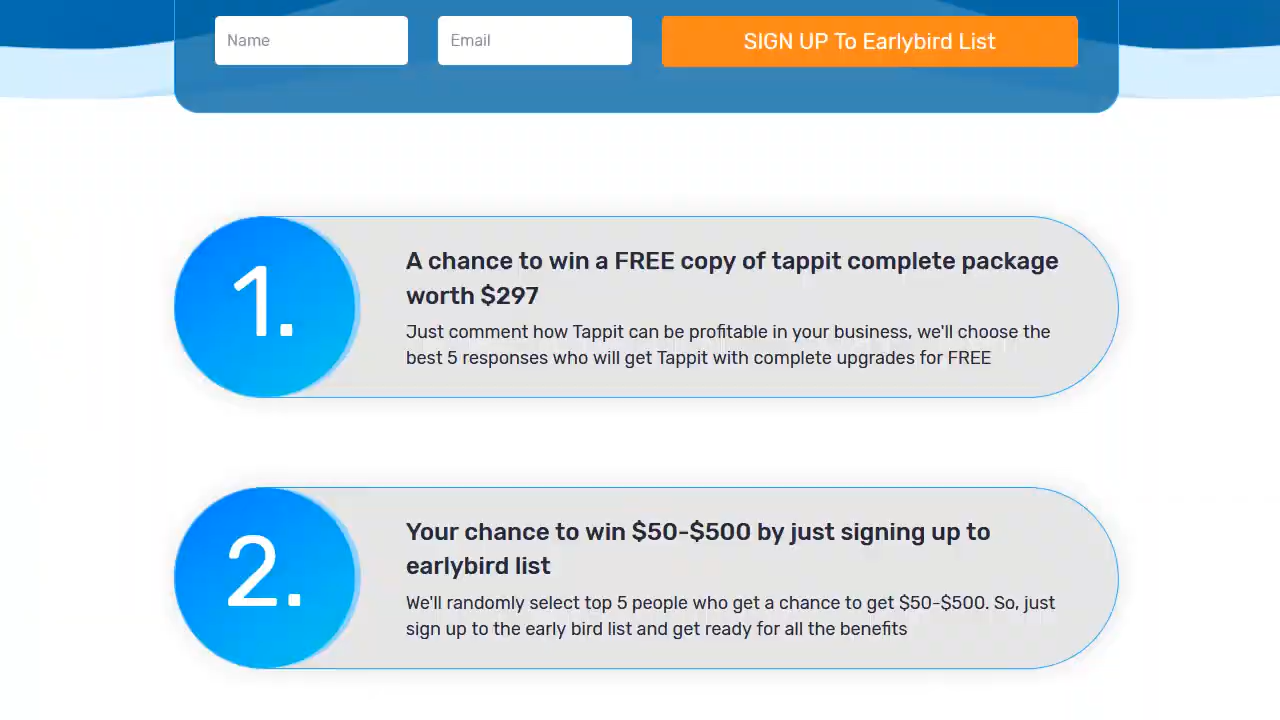 Name Email SIGN UP To Earlybird List
1.
A chance to win a FREE copy of tappit complete package
worth $297
Just comment how Tappit can be profitable in your business, we'll choose the
best 5 responses who will get Tappit with complete upgrades for FREE
2.
Your chance to win $50-$500 by just signing up to
earlybird list
We'll randomly select top 5 people who get a chance to get $50-$500. So, just
sign up to the early bird list and get ready for all the benefits